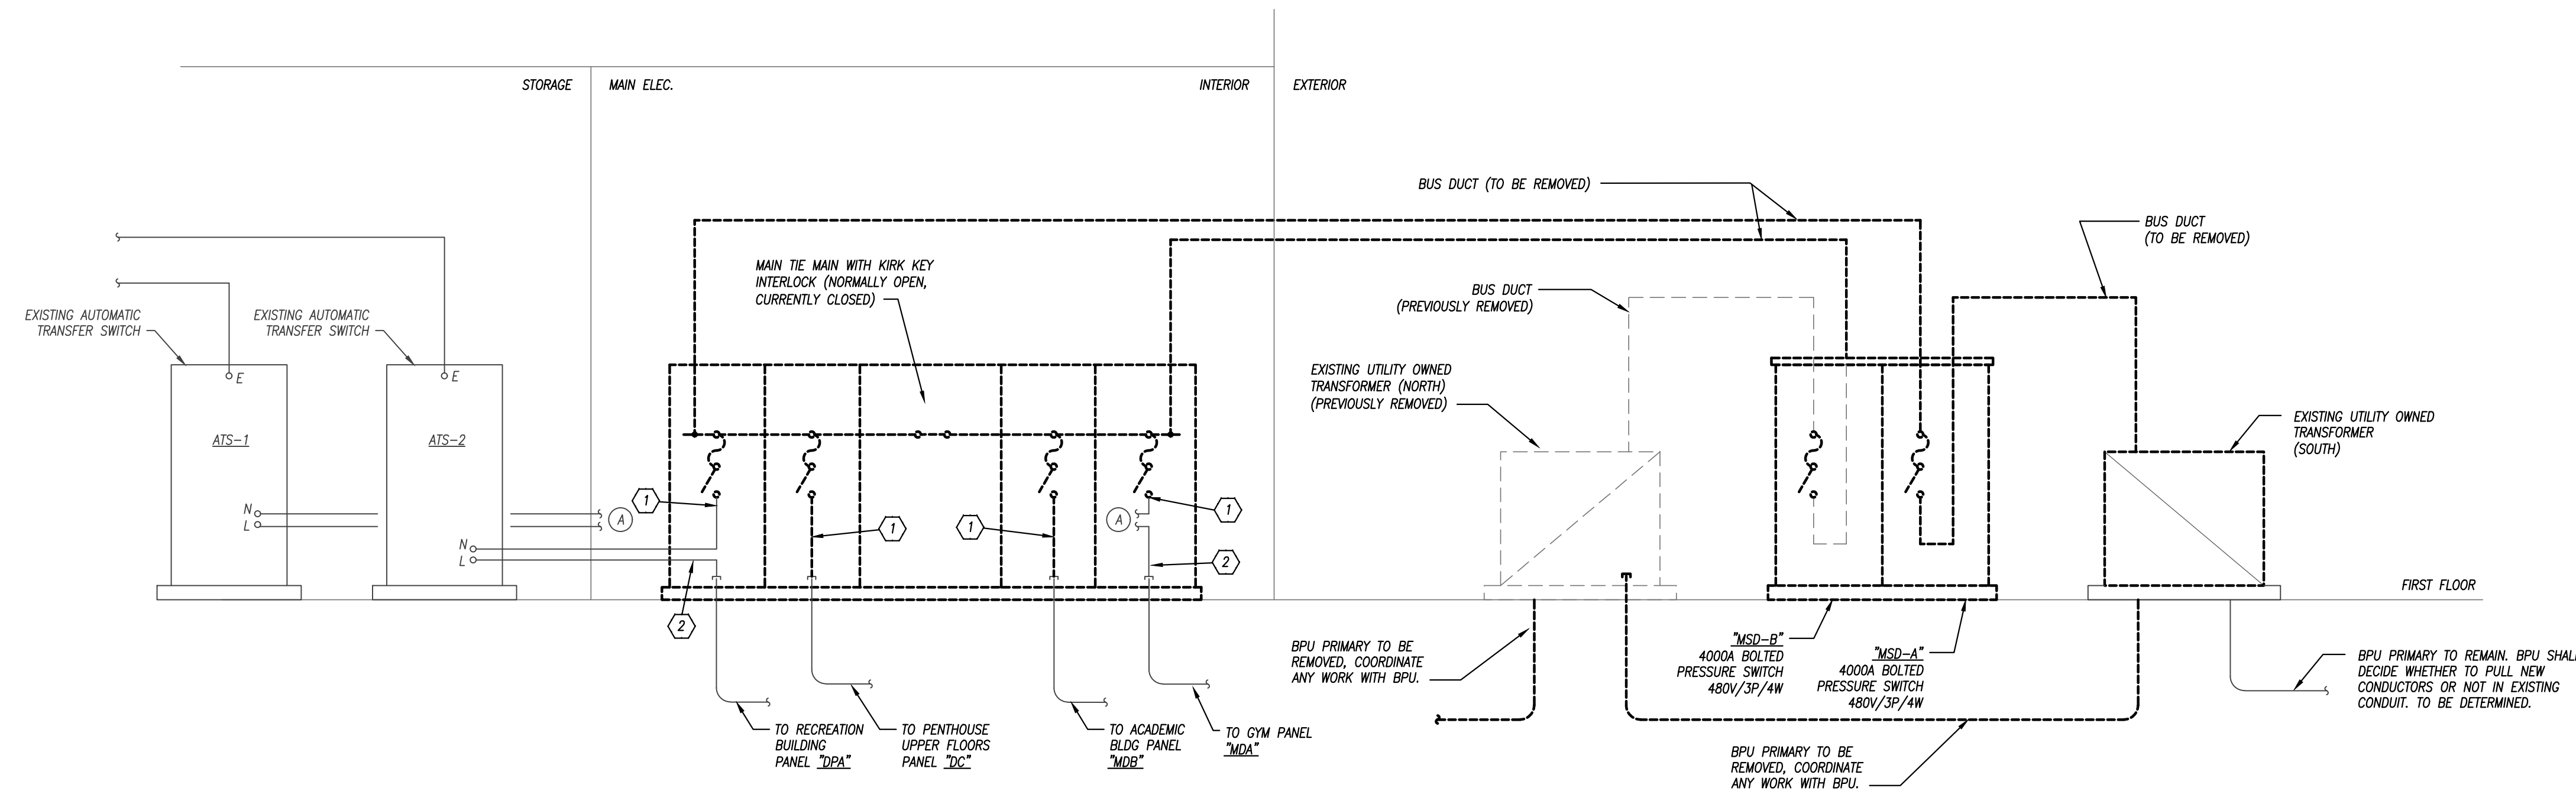 STORAGE
MAIN ELEC.
INTERIOR
EXTERIOR
BUS DUCT (TO BE REMOVED)
BUS DUCT
(TO BE REMOVED)
MAIN TIE MAIN WITH KIRK KEY
INTERLOCK (NORMALLY OPEN,
CURRENTLY CLOSED)
BUS DUCT
(PREVIOUSLY REMOVED)
EXISTING AUTOMATIC
TRANSFER SWITCH
EXISTING AUTOMATIC
TRANSFER SWITCH
EXISTING UTILITY OWNED
TRANSFORMER (NORTH)
(PREVIOUSLY REMOVED)
EXISTING UTILITY OWNED
TRANSFORMER
(SOUTH)
E
E
ATS-1
ATS-2
N
L
N
L
A
1
1
1
A
1
2
2
FIRST FLOOR
BPU PRIMARY TO BE
REMOVED, COORDINATE
ANY WORK WITH BPU.
"MSD-B"
4000A BOLTED
PRESSURE SWITCH
480V/3P/4W
"MSD-A"
4000A BOLTED
PRESSURE SWITCH
480V/3P/4W
BPU PRIMARY TO REMAIN. BPU SHALL
DECIDE WHETHER TO PULL NEW
CONDUCTORS OR NOT IN EXISTING
CONDUIT. TO BE DETERMINED.
TO RECREATION
BUILDING
PANEL "DPA"
TO PENTHOUSE
UPPER FLOORS
PANEL "DC"
TO ACADEMIC
BLDG PANEL
"MDB"
TO GYM PANEL
"MDA"
BPU PRIMARY TO BE
REMOVED, COORDINATE
ANY WORK WITH BPU.